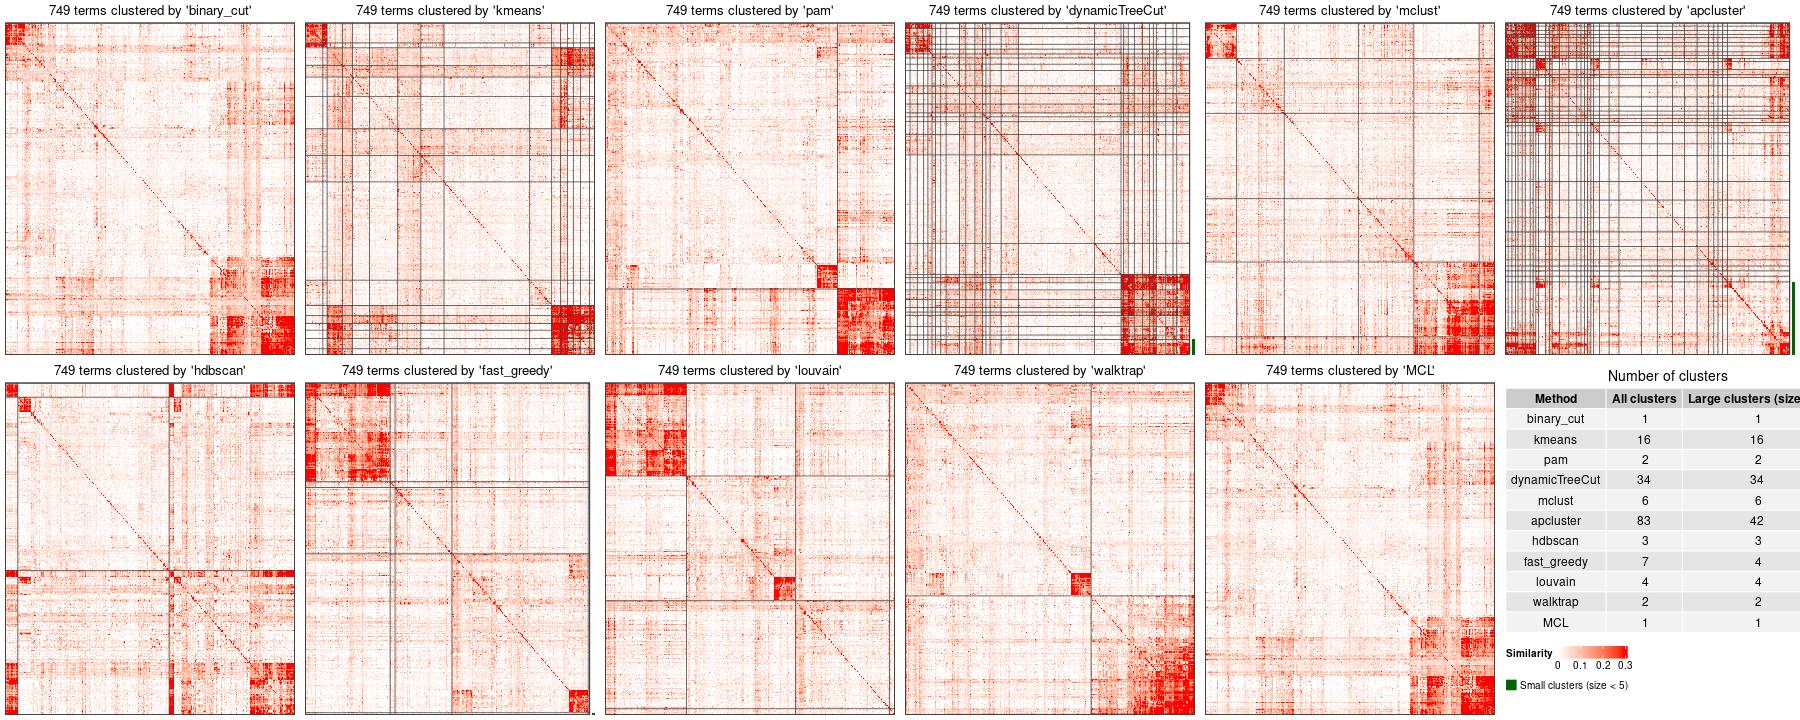 749 terms clustered by 'binary_cut'
749 terms clustered by 'kmeans'
749 terms clustered by 'pam'
749 terms clustered by 'dynamicTreeCut'
749 terms clustered by 'mclust'
749 terms clustered by 'apcluster'
749 terms clustered by 'hdbscan'
749 terms clustered by 'fast_greedy'
749 terms clustered by 'louvain'
749 terms clustered by 'walktrap'
749 terms clustered by 'MCL'
Number of clusters
Method All clusters Large clusters (size
binary_cut 1 1
kmeans 16 16
pam 2 2
dynamicTreeCut 34 34
mclust 6 6
apcluster 83 42
hdbscan 3 3
fast_greedy 7 4
louvain 4 4
walktrap 2 2
MCL 1 1
Similarity
0 0.1 0.2 0.3
Small clusters (size < 5)